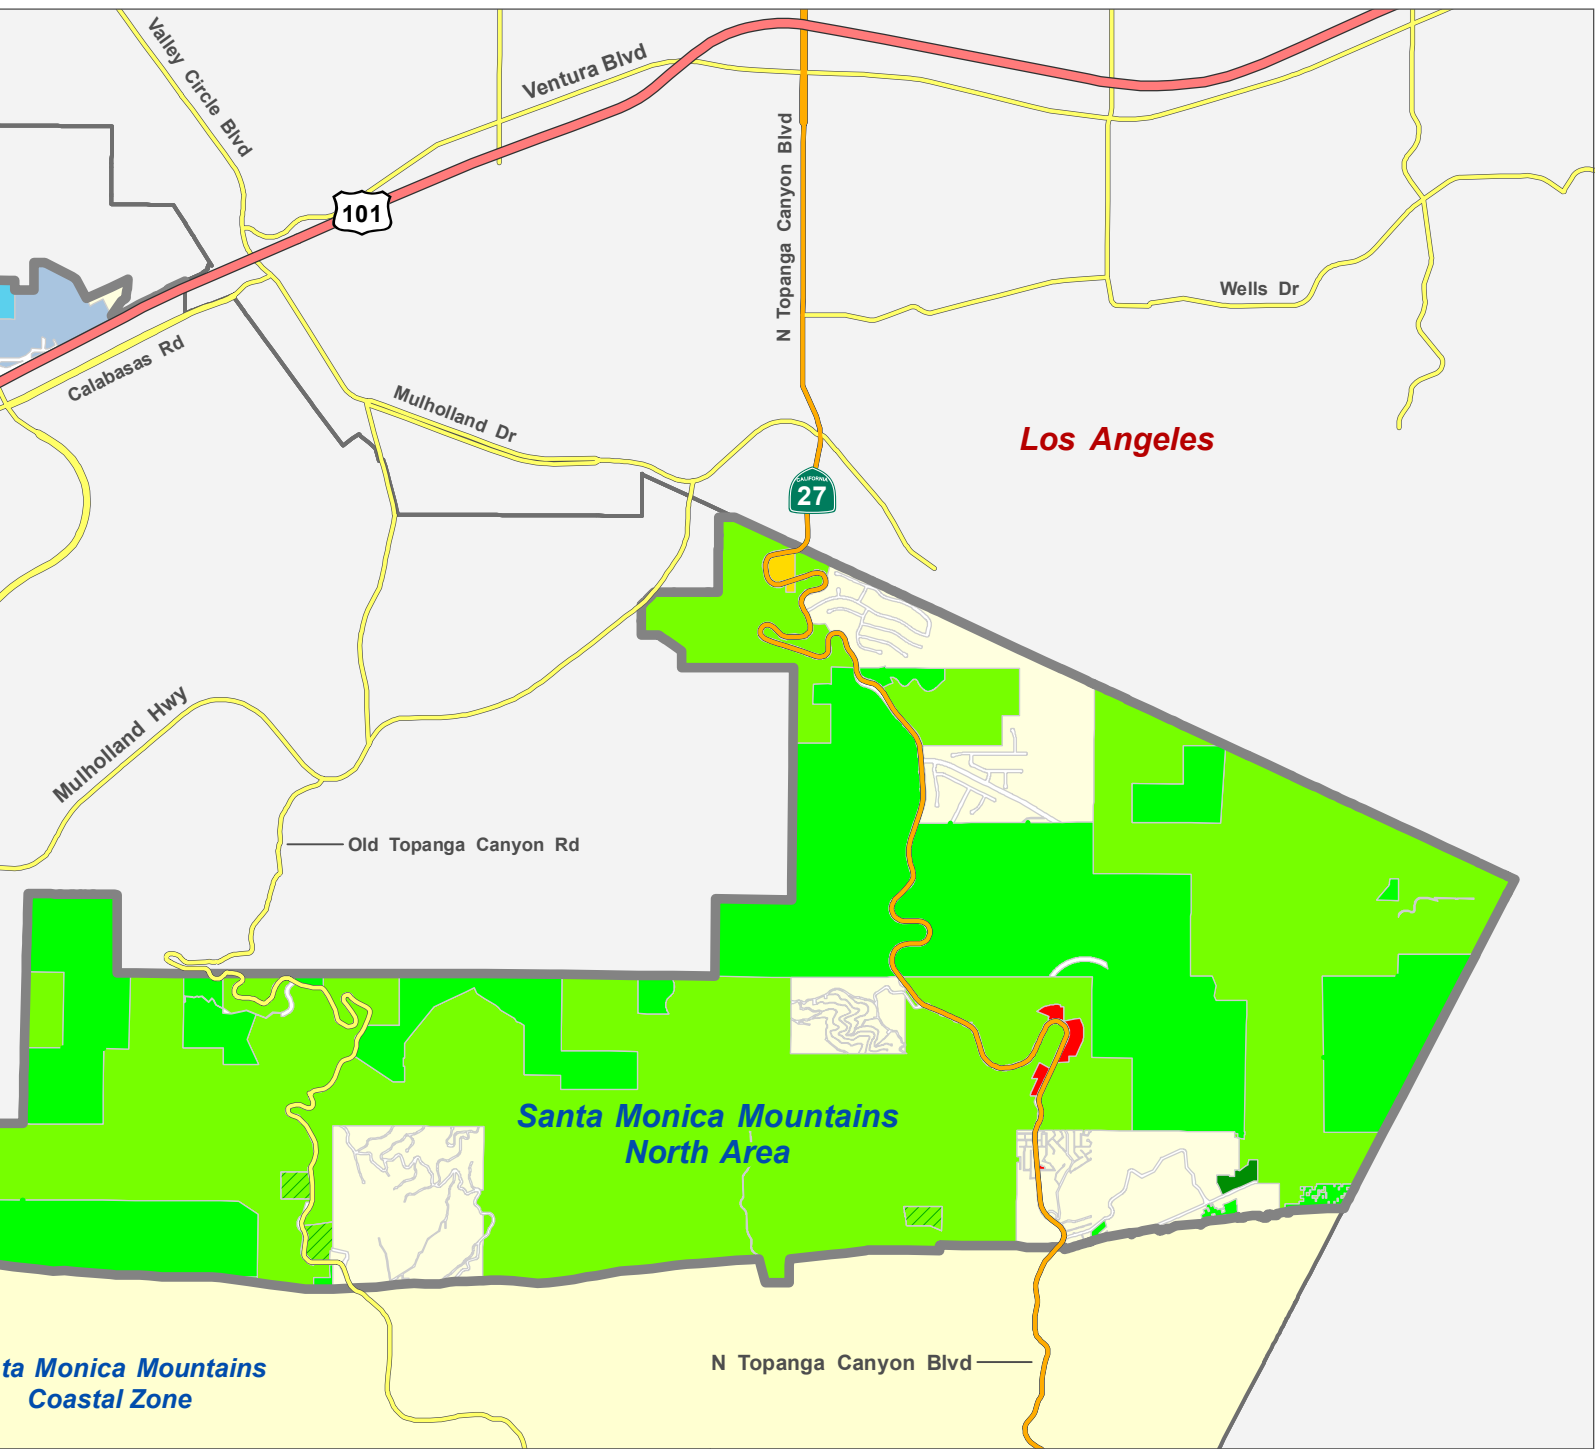 Valley Circle Blvd
Ventura Blvd
N Topanga Canyon Blvd
101
Wells Dr
Calabasas Rd
Mulholland Dr
Los Angeles
CALIFORNIA
27
Mulholland Hwy
Old Topanga Canyon Rd
Santa Monica Mountains
North Area
N Topanga Canyon Blvd
ta Monica Mountains
Coastal Zone